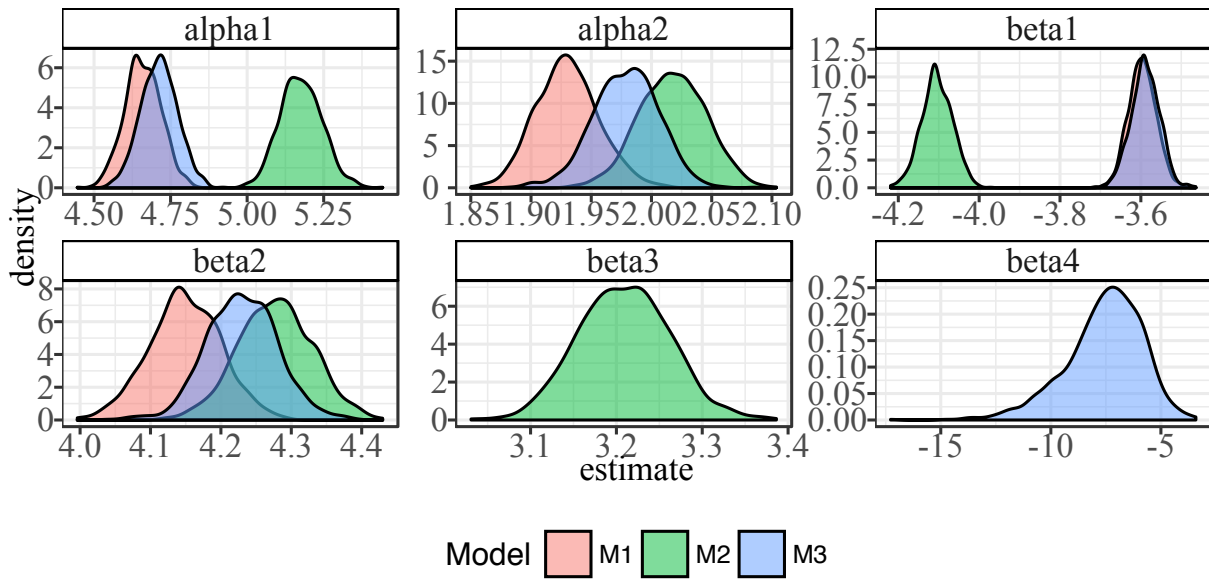 alpha1 alpha2 beta1
0 2 4 6
4.50 4.75 5.00 5.25
0 5 10 15
1.85 1.90 1.95 2.00 2.05 2.10
0.0 2.5 5.0 7.5 10.0 12.5
-4.2 -4.0 -3.8 -3.6
density
beta2 beta3 beta4
0 2 4 6 8
4.0 4.1 4.2 4.3 4.4
0 2 4 6
3.1 3.2 3.3 3.4
0.00 0.05 0.10 0.15 0.20 0.25
-15 -10 -5
estimate
Model M1 M2 M3